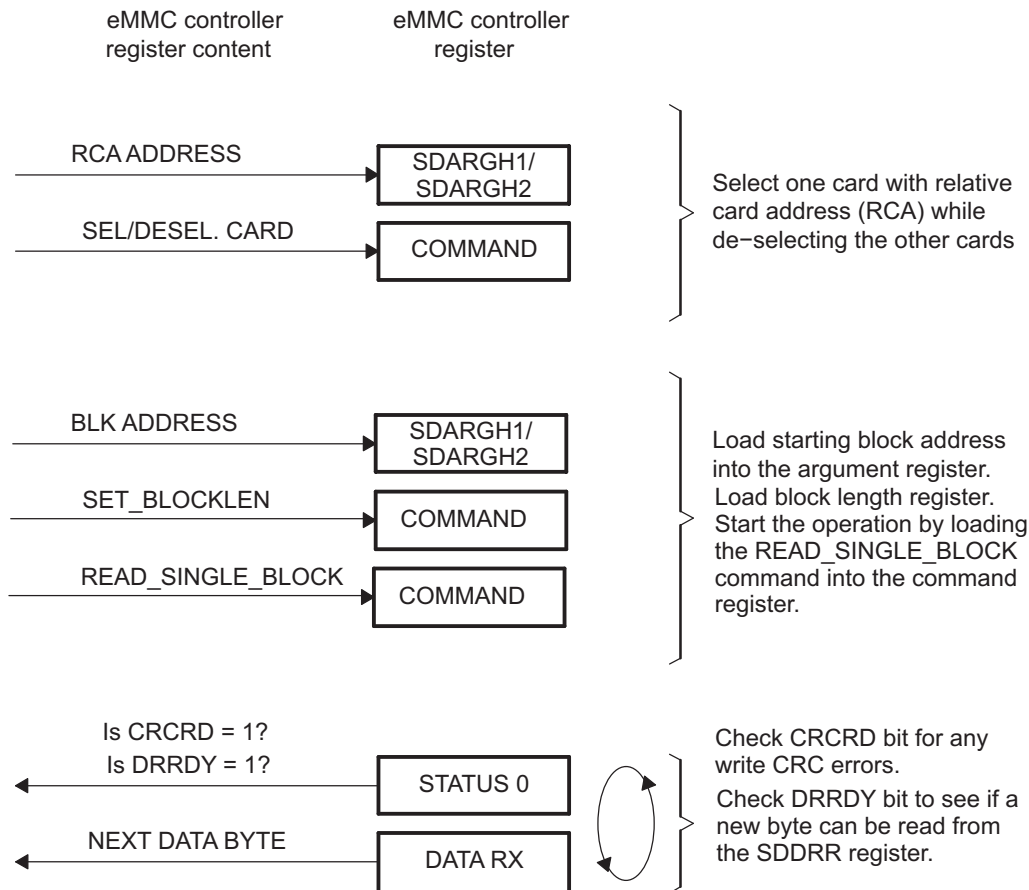 eMMC controller
register content
eMMC controller
register
RCA ADDRESS
SDARGH1/
SDARGH2
SEL/DESEL. CARD
COMMAND
Select one card with relative
card address (RCA) while
de−selecting the other cards
BLK ADDRESS
SDARGH1/
SDARGH2
SET_BLOCKLEN
COMMAND
READ_SINGLE_BLOCK
COMMAND
Load starting block address
into the argument register.
Load block length register.
Start the operation by loading
the READ_SINGLE_BLOCK
command into the command
register.
Is CRCRD = 1?
Is DRRDY = 1?
STATUS 0
NEXT DATA BYTE
DATA RX
Check CRCRD bit for any
write CRC errors.
Check DRRDY bit to see if a
new byte can be read from
the SDDRR register.